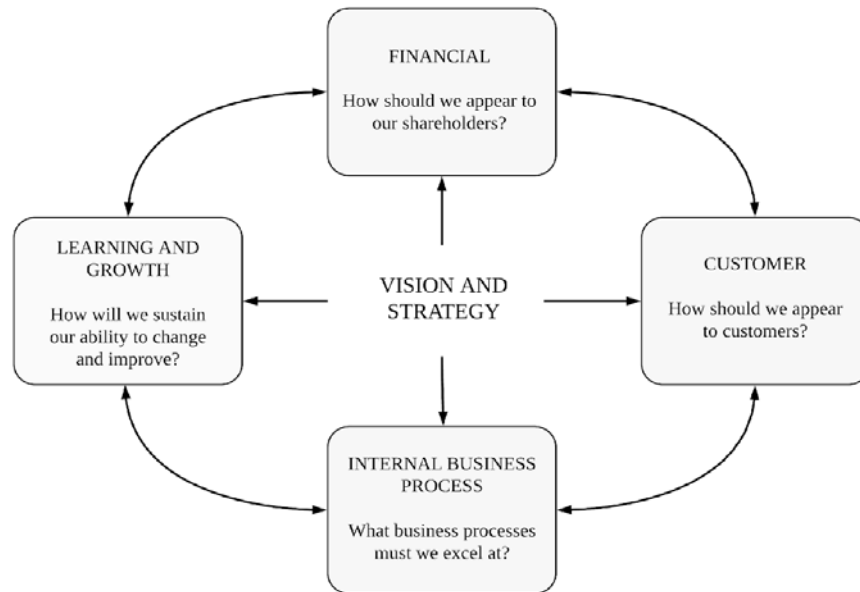 FINANCIAL
How should we appear to
our shareholders?
LEARNING AND
GROWTH
How will we sustain
our ability to change
and improve?
VISION AND
STRATEGY
CUSTOMER
How should we appear
to customers?
INTERNAL BUSINESS
PROCESS
What business processes
must we excel at?